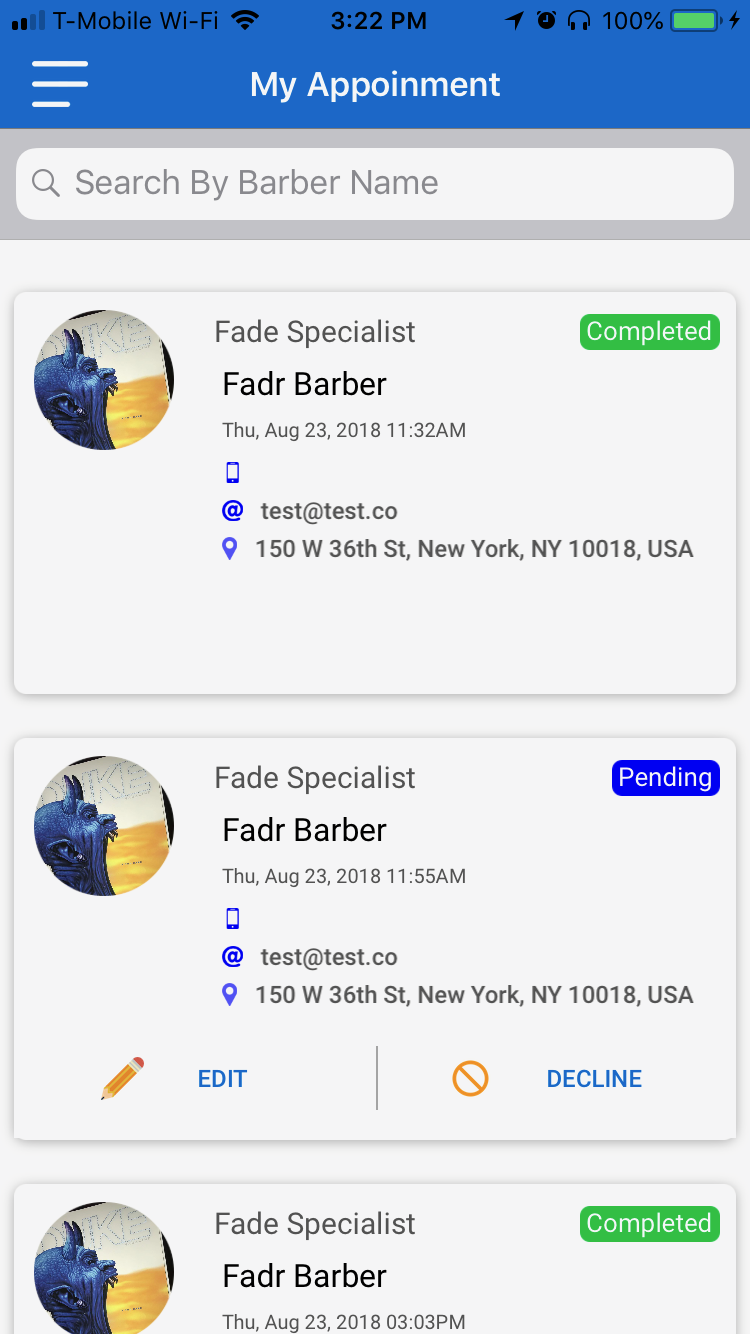 T-Mobile Wi-Fi 3:22 PM 100%
My Appoinment
Search By Barber Name
Fade Specialist Completed
Fadr Barber
Thu, Aug 23, 2018 11:32AM
@ test@test.co
150 W 36th St, New York, NY 10018, USA
Fade Specialist Pending
Fadr Barber
Thu, Aug 23, 2018 11:55AM
@ test@test.co
150 W 36th St, New York, NY 10018, USA
EDIT DECLINE
Fade Specialist Completed
Fadr Barber
Thu, Aug 23, 2018 03:03PM